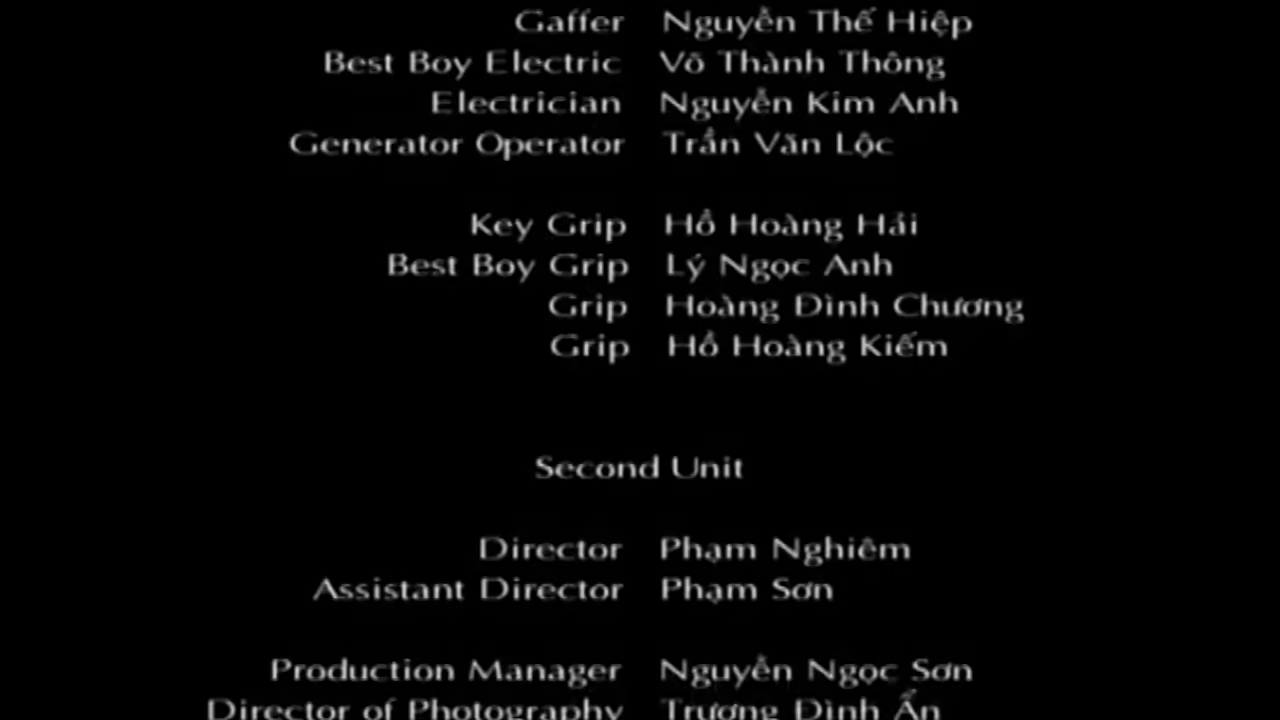 Gaffer Nguyễn Thế Hiệp
Best Boy Electric Võ Thành Thông
Electrician Nguyễn Kim Anh
Generator Operator Trần Văn Lộc
Key Grip Hồ Hoàng Hải
Best Boy Grip Lý Ngọc Anh
Grip Hoàng Đình Chương
Grip Hồ Hoàng Kiếm
Second Unit
Director Phạm Nghiêm
Assistant Director Phạm Sơn
Production Manager Nguyễn Ngọc Sơn
Director of Photography Trương Đình Ẩn